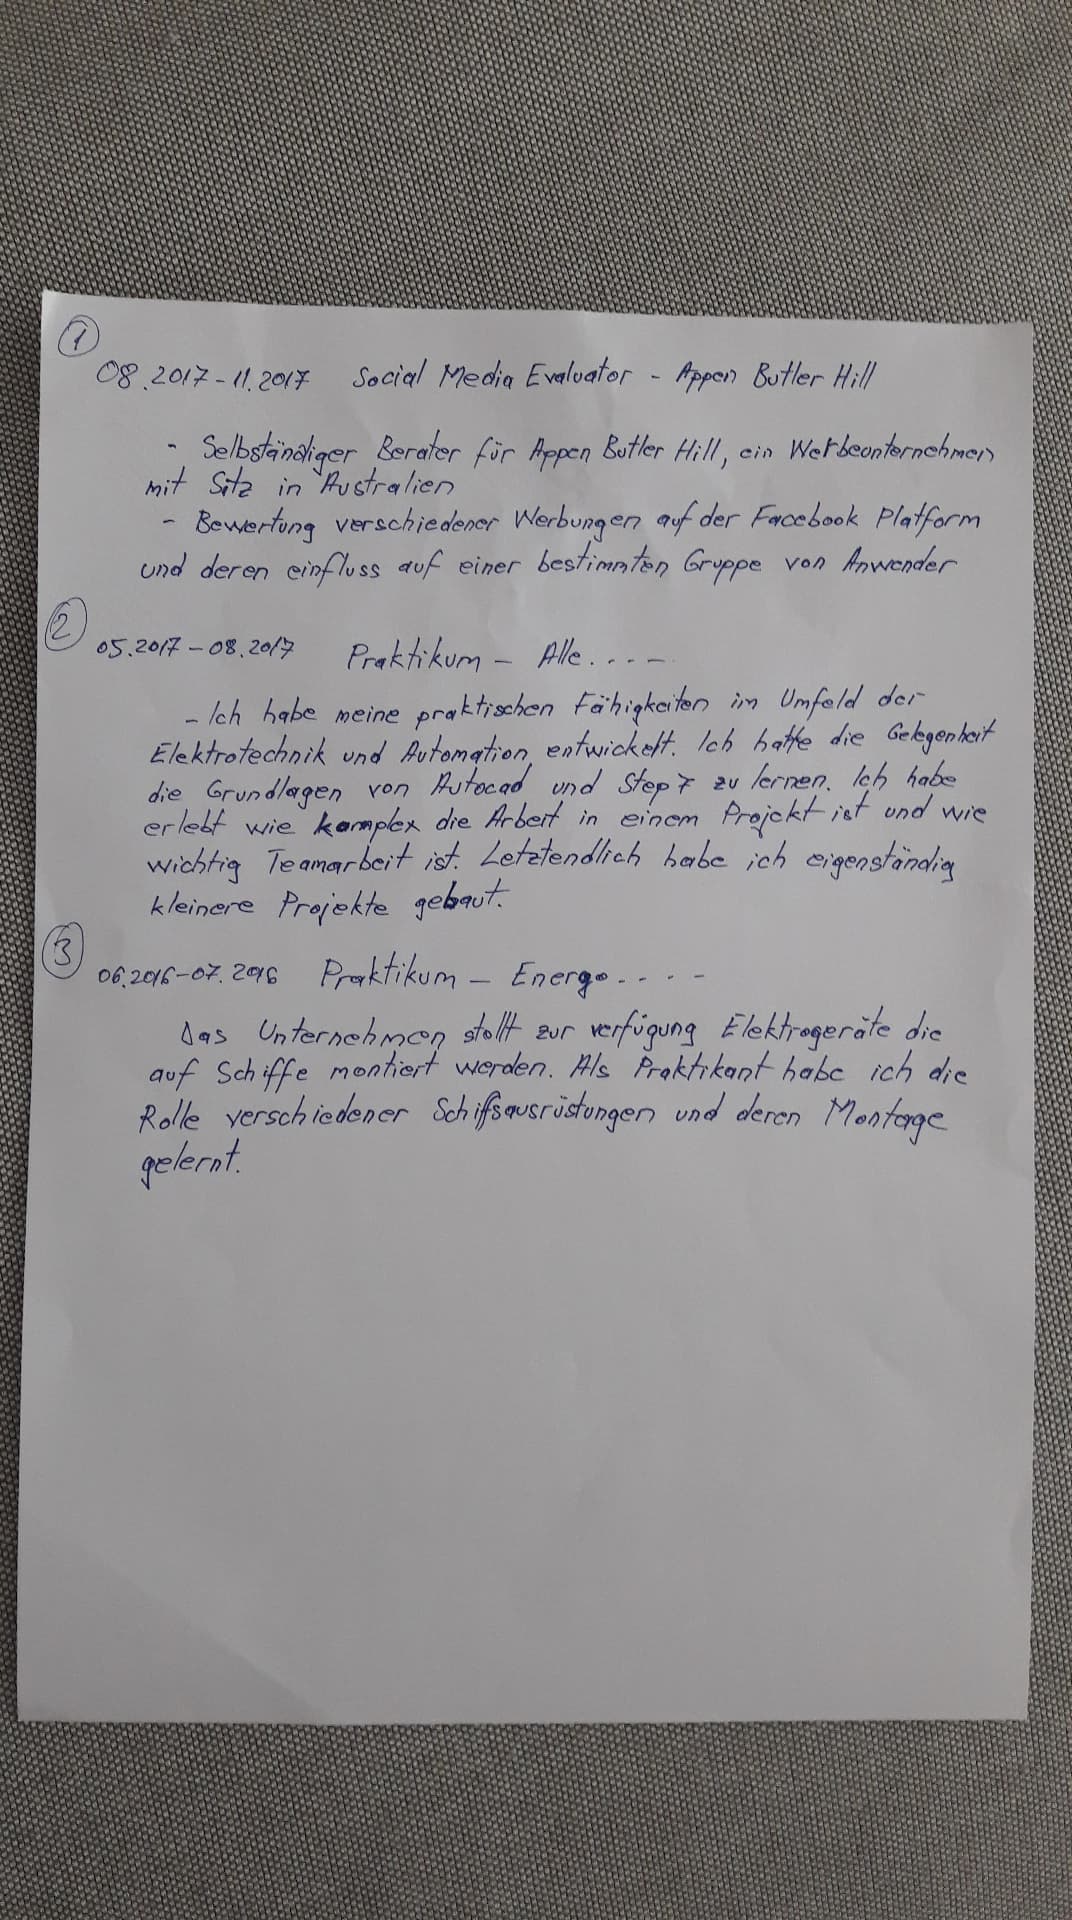 1
08.2017-11.2017 Social Media Evaluator - Appen Butler Hill
- Selbständiger Berater für Appen Butler Hill, ein Werbeunternehmen
mit Sitz in Australien
- Bewertung verschiedener Werbungen auf der Facebook Platform
und deren einfluss auf einer bestimmten Gruppe von Anwender
2
05.2017-08.2017 Praktikum - Alle.....
- Ich habe meine praktischen Fähigkeiten im Umfeld der
Elektrotechnik und Automation entwickelt. Ich hatte die Gelegenheit
die Grundlagen von Autocad und Step 7 zu lernen. Ich habe
erlebt wie komplex die Arbeit in einem Projekt ist und wie
wichtig Teamarbeit ist. Letztendlich habe ich eigenständig
kleinere Projekte gebaut.
3
06.2016-07.2016 Praktikum - Energo.....
Das Unternehmen stellt zur verfügung Elektrogeräte die
auf Schiffe montiert werden. Als Praktikant habe ich die
Rolle verschiedener Schifsausrüstungen und deren Montage
gelernt.